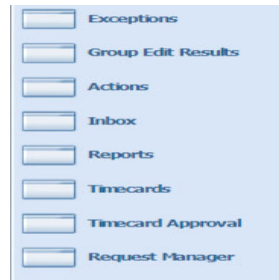 Exceptions
Group Edit Results
Actions
Inbox
Reports
Timecards
Timecard Approval
Request Manager